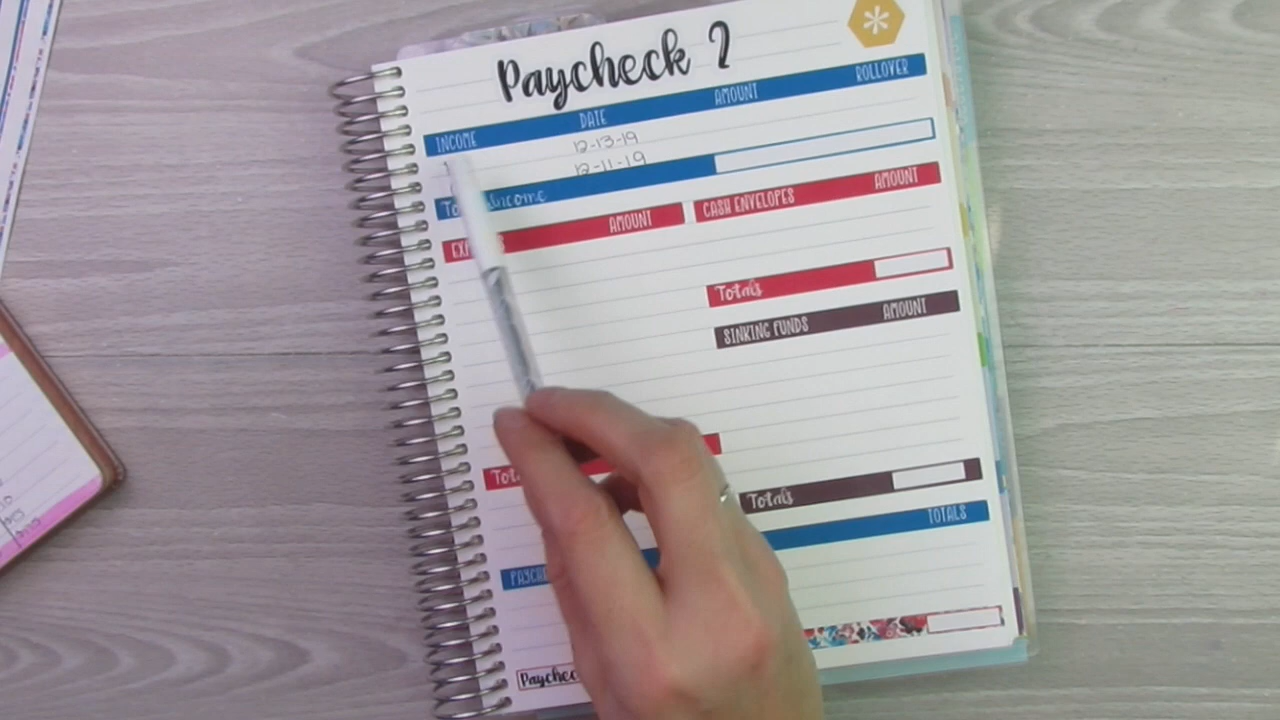 Paycheck 2
INCOME DATE AMOUNT ROLLOVER
12-13-19
12-11-19
Income
AMOUNT
CASH ENVELOPES AMOUNT
Totals
SINKING FUNDS AMOUNT
Totals
TOTALS